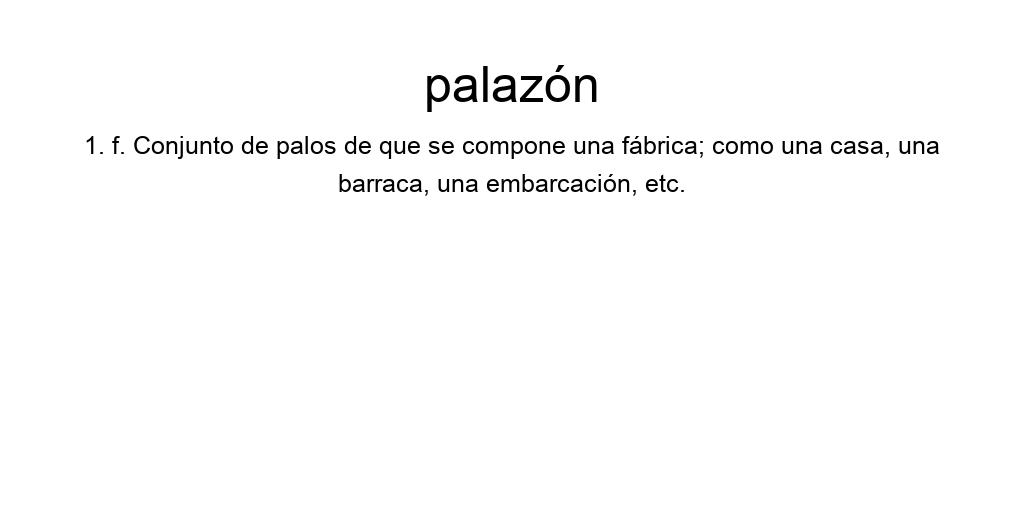 palazón
1. f. Conjunto de palos de que se compone una fábrica; como una casa, una
barraca, una embarcación, etc.